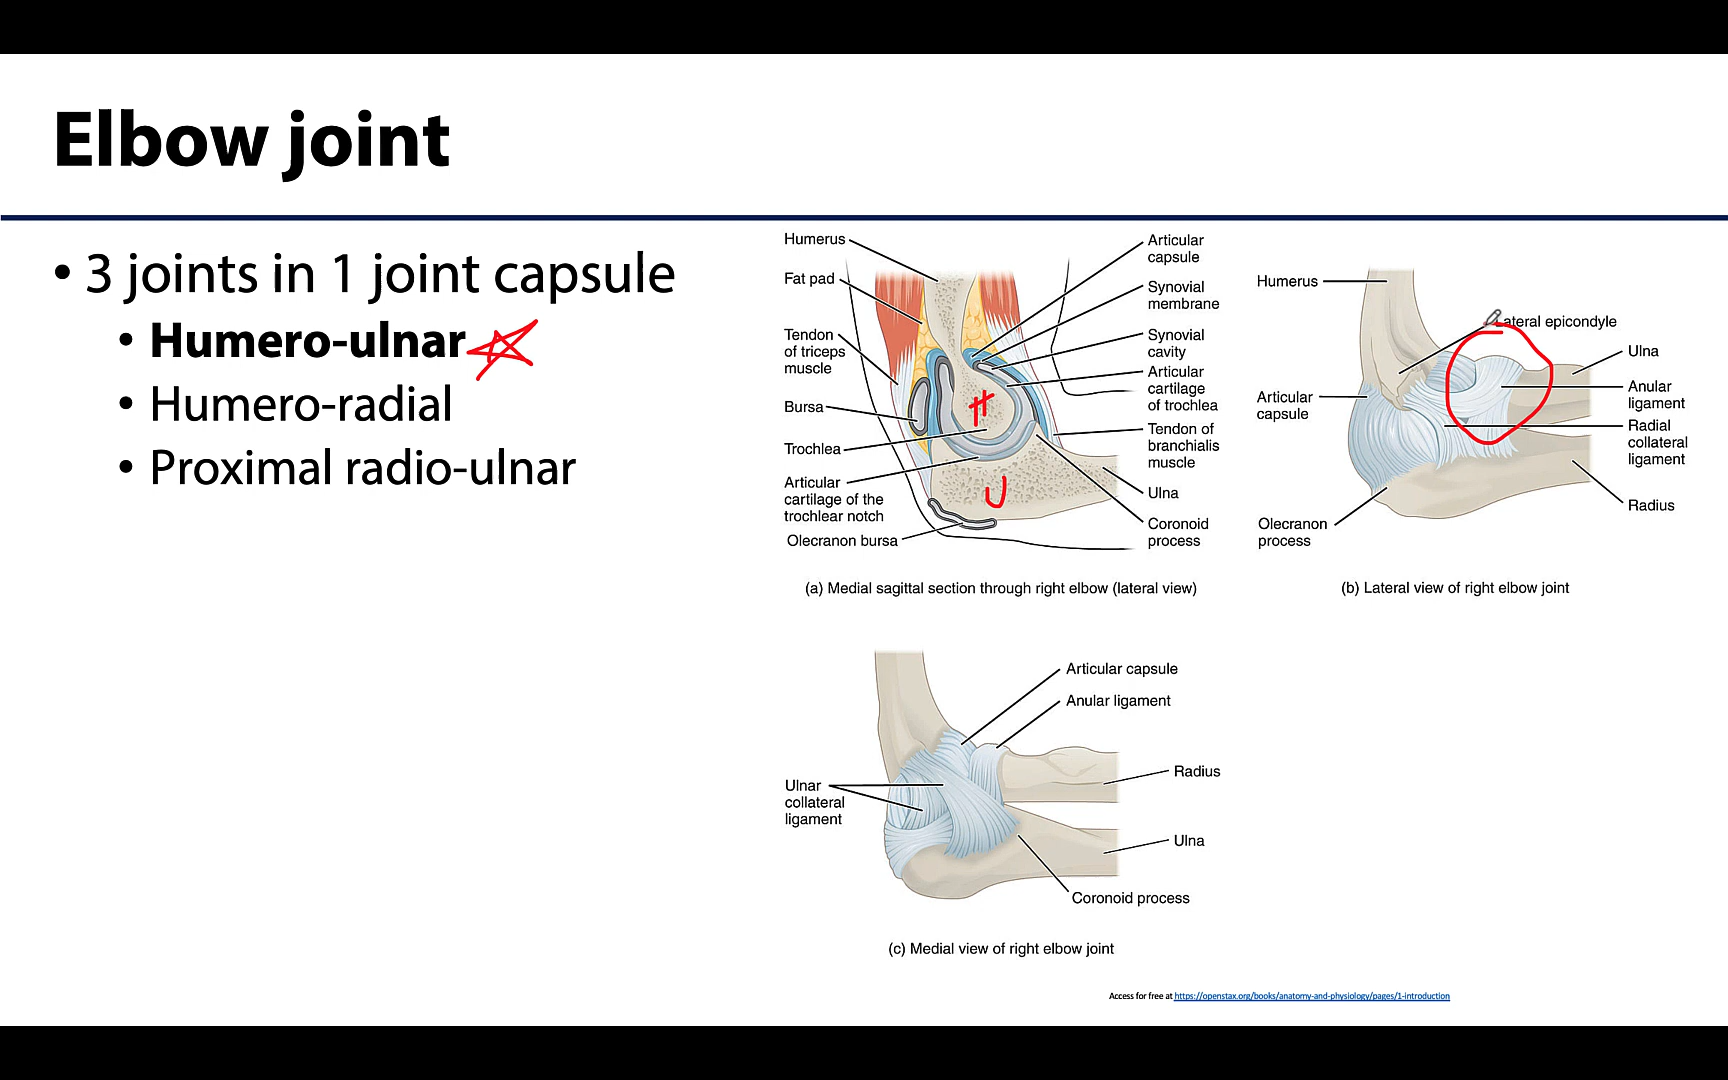 Elbow joint
• 3 joints in 1 joint capsule
• Humero-ulnar
• Humero-radial
• Proximal radio-ulnar
Humerus
Fat pad
Tendon
of triceps
muscle
Bursa
Trochlea
Articular
cartilage of the
trochlear notch
Olecranon bursa
Articular
capsule
Synovial
membrane
Synovial
cavity
Articular
cartilage
of trochlea
Tendon of
branchialis
muscle
Ulna
Coronoid
process
H
U
(a) Medial sagittal section through right elbow (lateral view)
Humerus
Articular
capsule
Olecranon
process
ateral epicondyle
Ulna
Anular
ligament
Radial
collateral
ligament
Radius
(b) Lateral view of right elbow joint
Articular capsule
Anular ligament
Ulnar
collateral
ligament
Radius
Ulna
Coronoid process
(c) Medial view of right elbow joint
Access for free at https://openstax.org/books/anatomy-and-physiology/pages/1-introduction